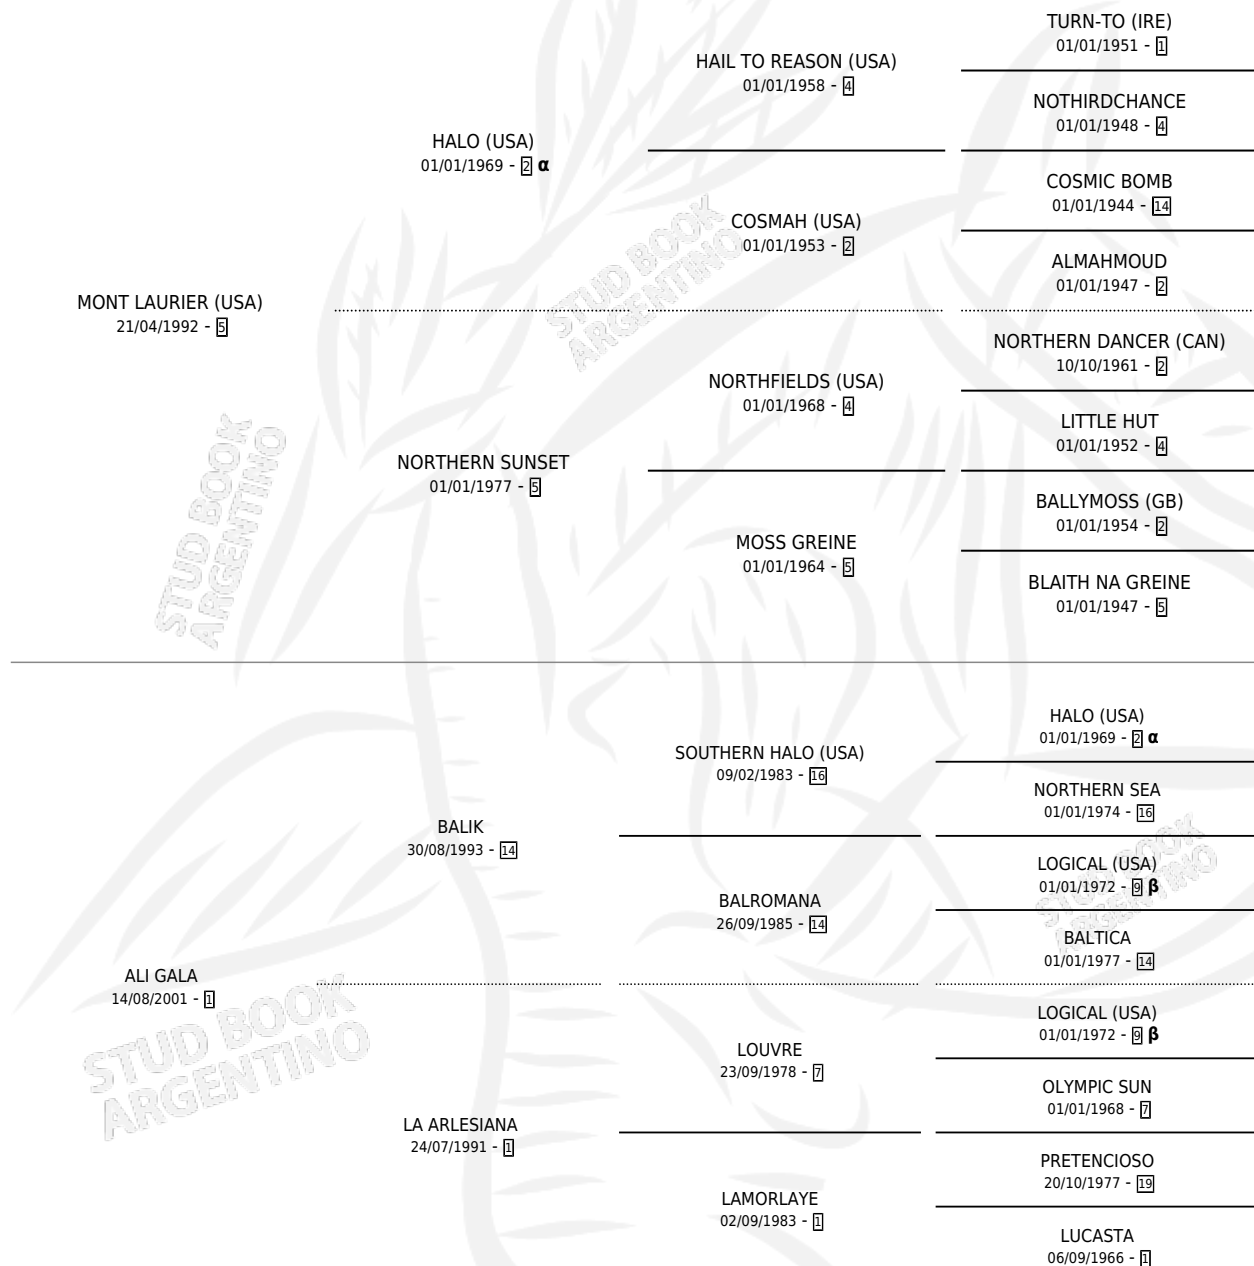 TURN-TO (IRE)
01/01/1951 - 1
HAIL TO REASON (USA)
01/01/1958 - 4
NOTHIRDCHANCE
01/01/1948 - 4
HALO (USA)
01/01/1969 - 2 α
COSMIC BOMB
01/01/1944 - 14
COSMAH (USA)
01/01/1953 - 2
ALMAHMOUD
01/01/1947 - 2
MONT LAURIER (USA)
21/04/1992 - 5
NORTHERN DANCER (CAN)
10/10/1961 - 2
NORTHFIELDS (USA)
01/01/1968 - 4
LITTLE HUT
01/01/1952 - 4
NORTHERN SUNSET
01/01/1977 - 5
BALLYMOSS (GB)
01/01/1954 - 2
MOSS GREINE
01/01/1964 - 5
BLAITH NA GREINE
01/01/1947 - 5
STUD BOOK
ARGENTINO
STUD BOOK
ARGENTINO
HALO (USA)
01/01/1969 - 2 α
SOUTHERN HALO (USA)
09/02/1983 - 16
NORTHERN SEA
01/01/1974 - 16
BALIK
30/08/1993 - 14
LOGICAL (USA)
01/01/1972 - 9 β
BALROMANA
26/09/1985 - 14
BALTICA
01/01/1977 - 14
ALI GALA
14/08/2001 - 1
LOGICAL (USA)
01/01/1972 - 9 β
LOUVRE
23/09/1978 - 7
OLYMPIC SUN
01/01/1968 - 7
LA ARLESIANA
24/07/1991 - 1
PRETENCIOSO
20/10/1977 - 19
LAMORLAYE
02/09/1983 - 1
LUCASTA
06/09/1966 - 1
STUD BOOK
ARGENTINO
STUD BOOK
ARGENTINO